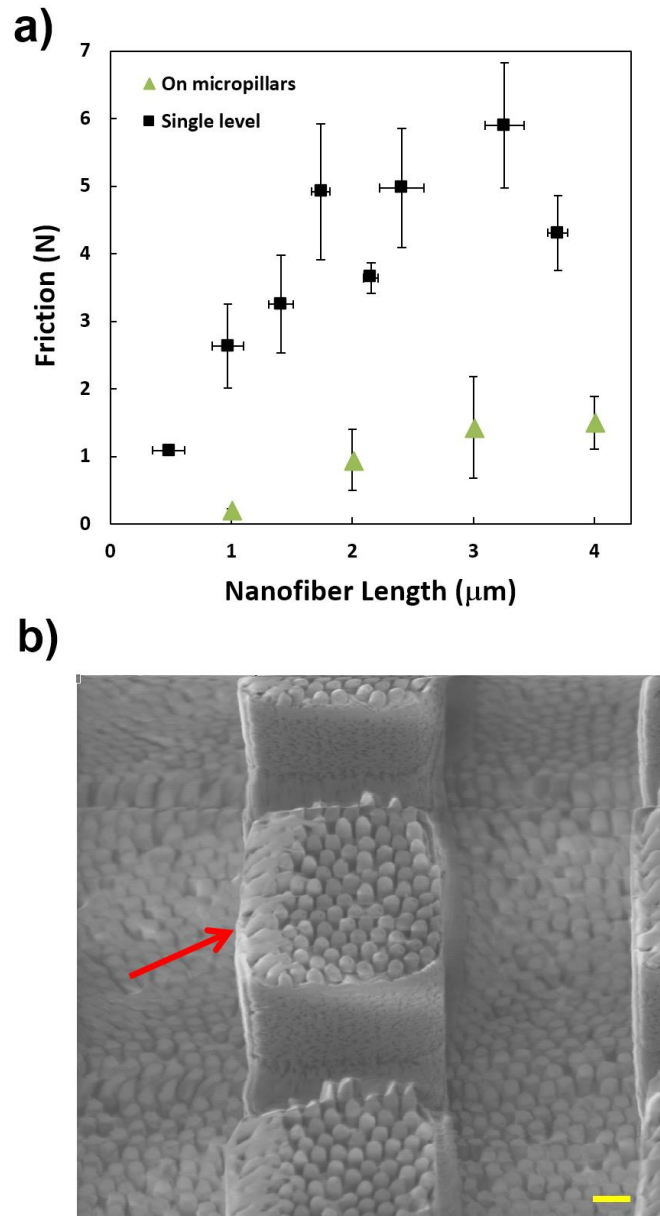 a)
7
6
5
4
3
2
1
0
Friction (N)
On micropillars
Single level
0 1 2 3 4
Nanofiber Length (μm)
b)